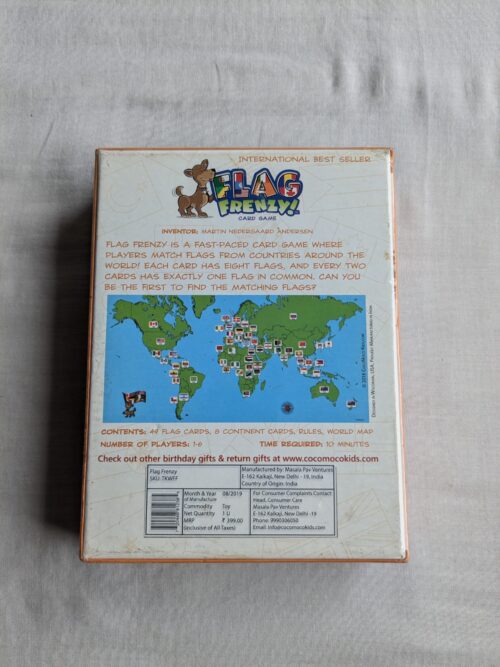 INTERNATIONAL BEST SELLER
FLAG
FRENZY!
CARD GAME
INVENTOR: MARTIN NEDERGAARD ANDERSEN
FLAG FRENZY IS A FAST-PACED CARD GAME WHERE
PLAYERS MATCH FLAGS FROM COUNTRIES AROUND THE
WORLD! EACH CARD HAS EIGHT FLAGS, AND EVERY TWO
CARDS HAS EXACTLY ONE FLAG IN COMMON. CAN YOU
BE THE FIRST TO FIND THE MATCHING FLAGS?
CONTENTS: 49 FLAG CARDS, 8 CONTINENT CARDS, RULES, WORLD MAP
NUMBER OF PLAYERS: 1-6
TIME REQUIRED: 10 MINUTES
Check out other birthday gifts & return gifts at www.cocomocokids.com
Flag Frenzy
SKU: TKWFF
Manufactured by: Masala Pav Ventures
E-162 Kalkaji, New Delhi - 19, India
Country of Origin: India
Month & Year of Manufacture 08/2019
Commodity Toy
Net Quantity 1 U
MRP ₹ 399.00
(inclusive of All Taxes)
For Consumer Complaints Contact
Head, Consumer Care
Masala Pav Ventures
E-162 Kalkaji, New Delhi -19
Phone: 9990306050
Email: info@cocomocokids.com